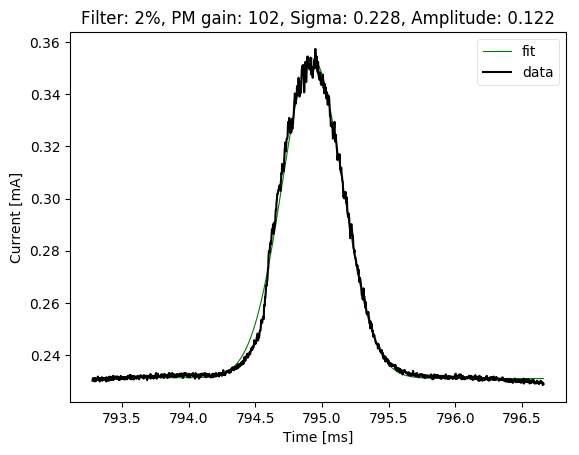 Filter: 2%, PM gain: 102, Sigma: 0.228, Amplitude: 0.122
fit
data
Current [mA]
0.36
0.34
0.32
0.30
0.28
0.26
0.24
793.5 794.0 794.5 795.0 795.5 796.0 796.5
Time [ms]